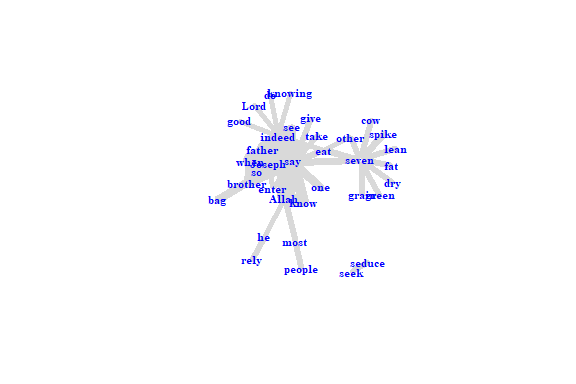 do knowing
Lord
good give cow
see
indeed take other spike
father eat lean
when say seven
Joseph fat
so
brother enter one dry
bag Allah know grain green
he
most
rely people seduce
seek